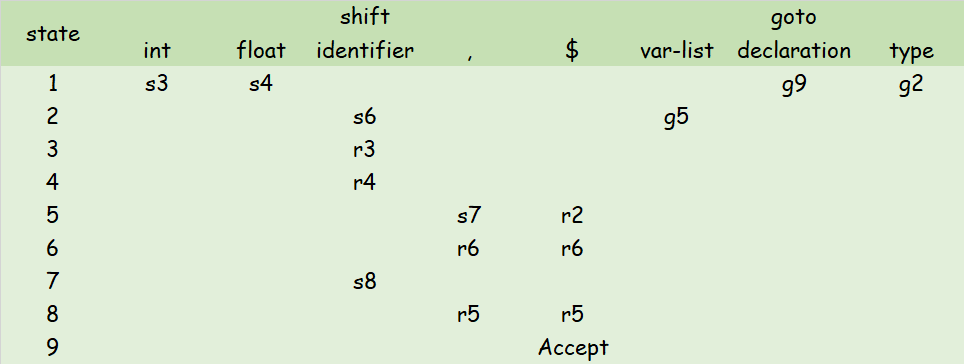 shift goto
state
int float identifier , $ var-list declaration type
1 s3 s4 g9 g2
2 s6 g5
3 r3
4 r4
5 s7 r2
6 r6 r6
7 s8
8 r5 r5
9 Accept